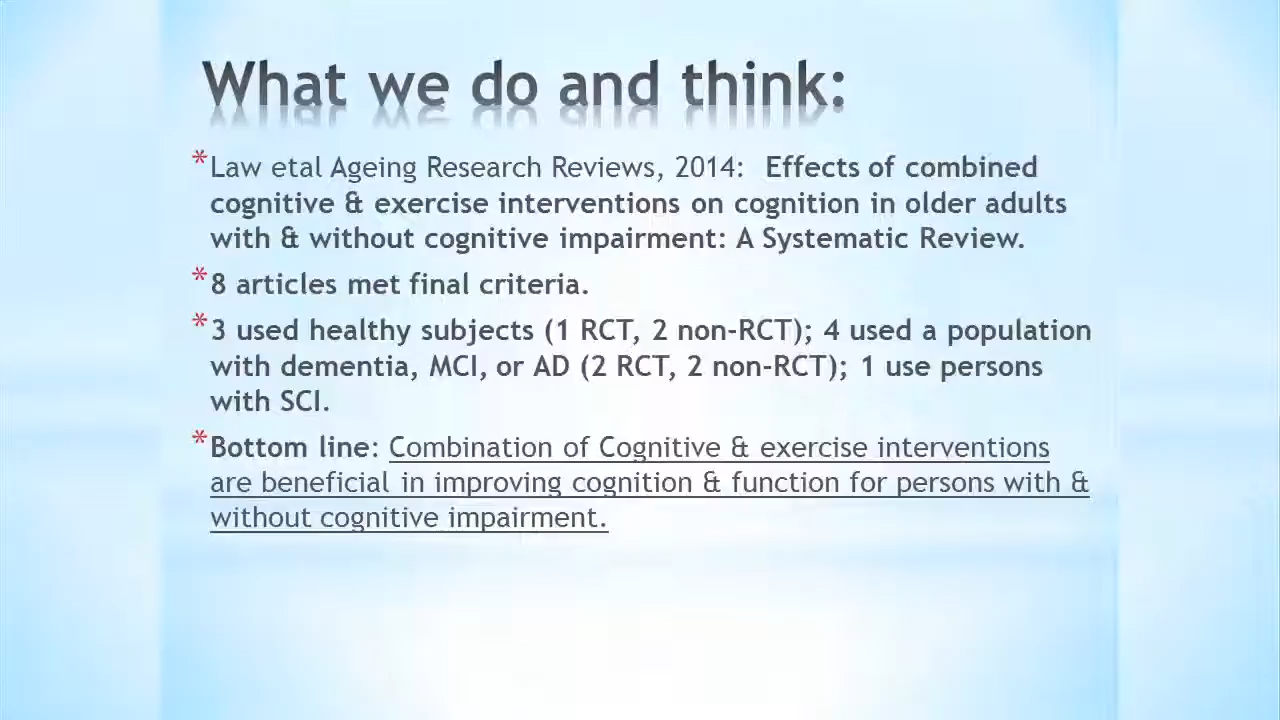 What we do and think:
*Law etal Ageing Research Reviews, 2014: Effects of combined
cognitive & exercise interventions on cognition in older adults
with & without cognitive impairment: A Systematic Review.
*8 articles met final criteria.
*3 used healthy subjects (1 RCT, 2 non-RCT); 4 used a population
with dementia, MCI, or AD (2 RCT, 2 non-RCT); 1 use persons
with SCI.
*Bottom line: Combination of Cognitive & exercise interventions
are beneficial in improving cognition & function for persons with &
without cognitive impairment.